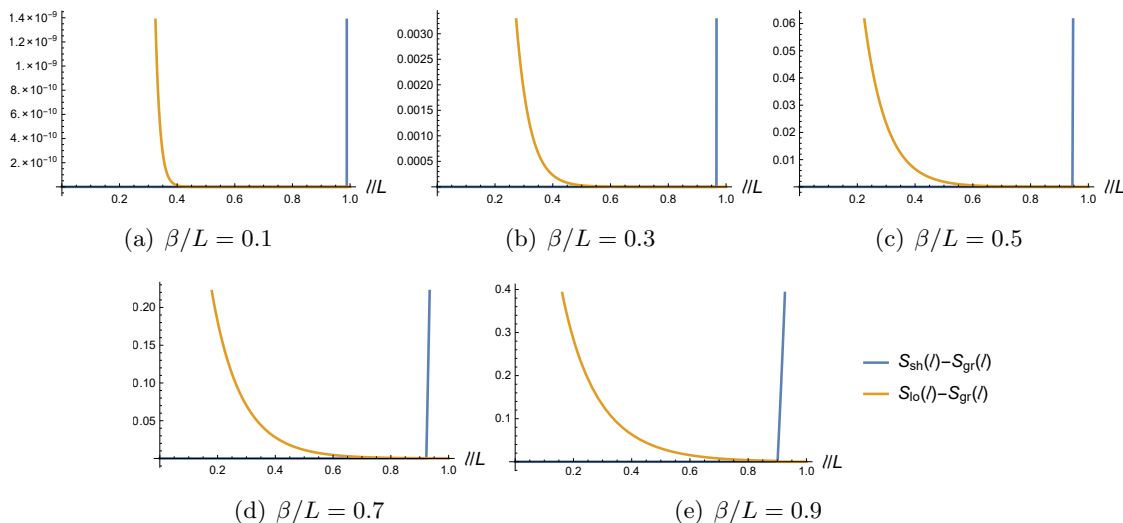 1.4×10⁻⁹
1.2×10⁻⁹
1.×10⁻⁹
8.×10⁻¹⁰
6.×10⁻¹⁰
4.×10⁻¹⁰
2.×10⁻¹⁰
0.2 0.4 0.6 0.8 1.0 l/L
(a) β/L = 0.1
0.0030
0.0025
0.0020
0.0015
0.0010
0.0005
0.2 0.4 0.6 0.8 1.0 l/L
(b) β/L = 0.3
0.06
0.05
0.04
0.03
0.02
0.01
0.2 0.4 0.6 0.8 1.0 l/L
(c) β/L = 0.5
0.20
0.15
0.10
0.05
0.2 0.4 0.6 0.8 1.0 l/L
(d) β/L = 0.7
0.4
0.3
0.2
0.1
0.2 0.4 0.6 0.8 1.0 l/L
(e) β/L = 0.9
S_sh(l)−S_gr(l)
S_lo(l)−S_gr(l)